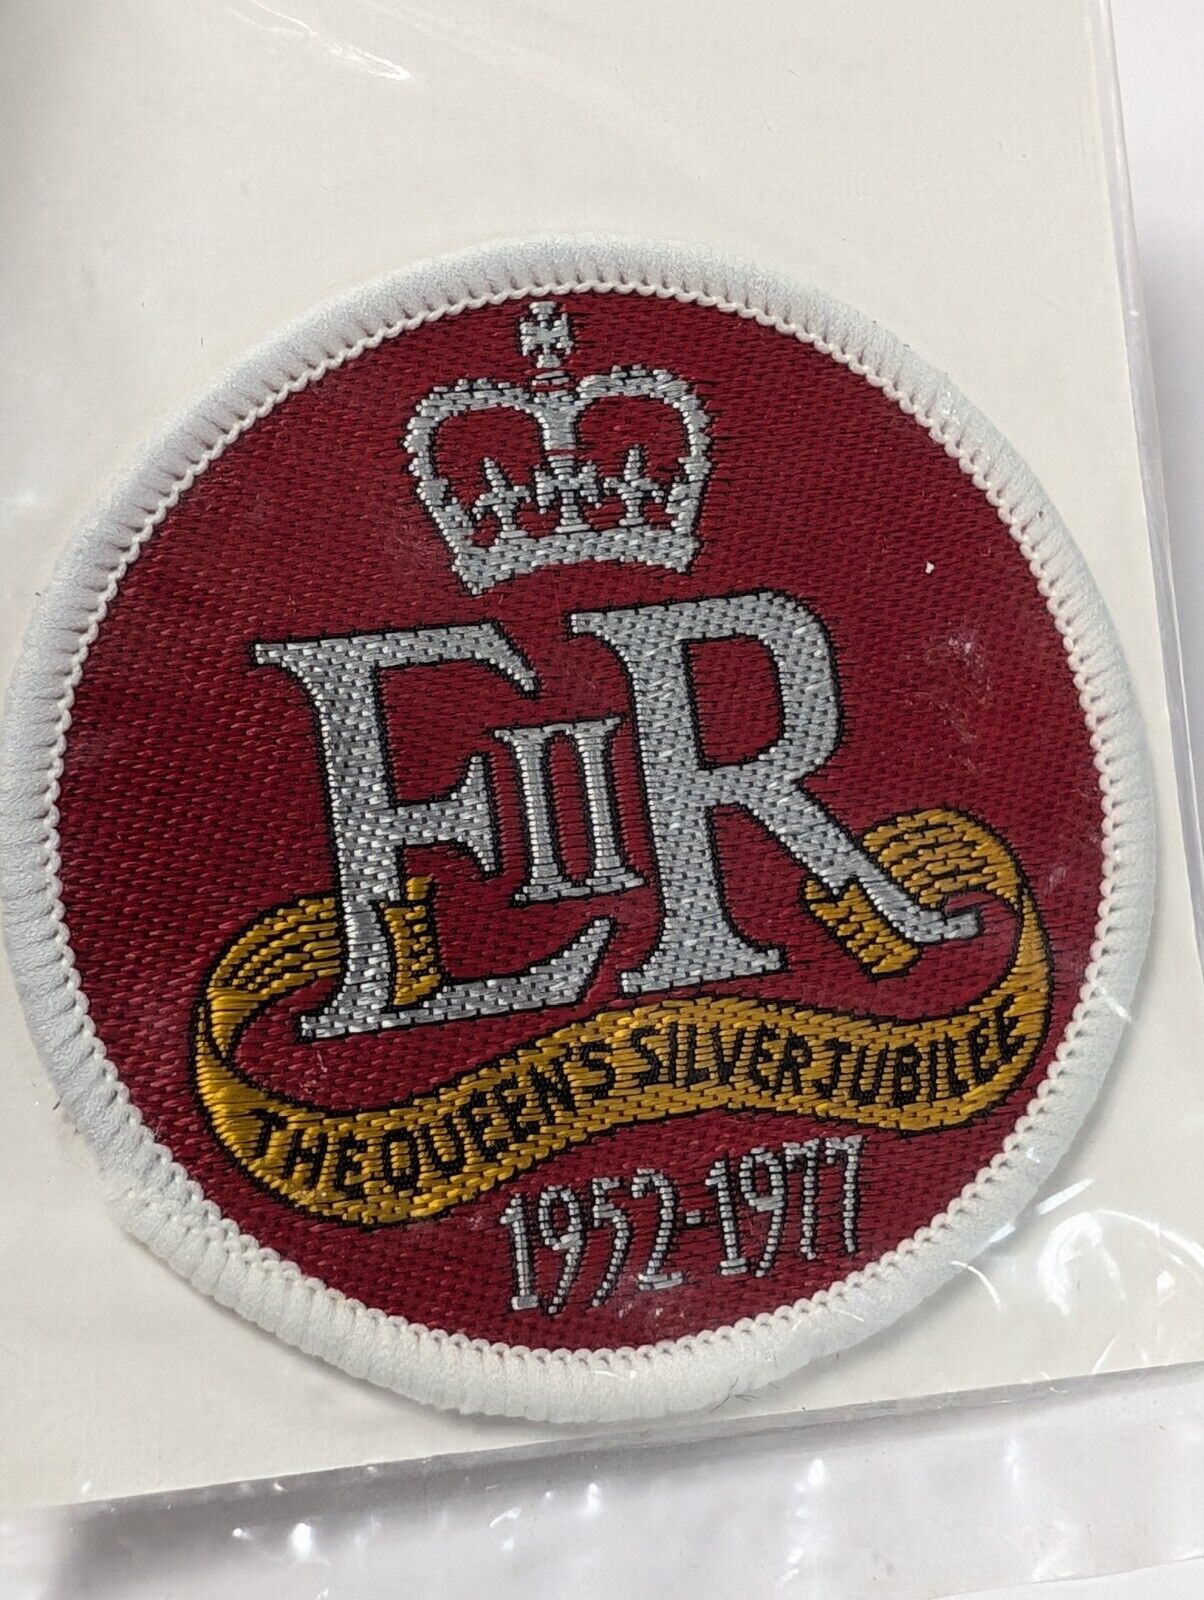 EIIR
THE QUEEN'S SILVER JUBILEE
1952-1977